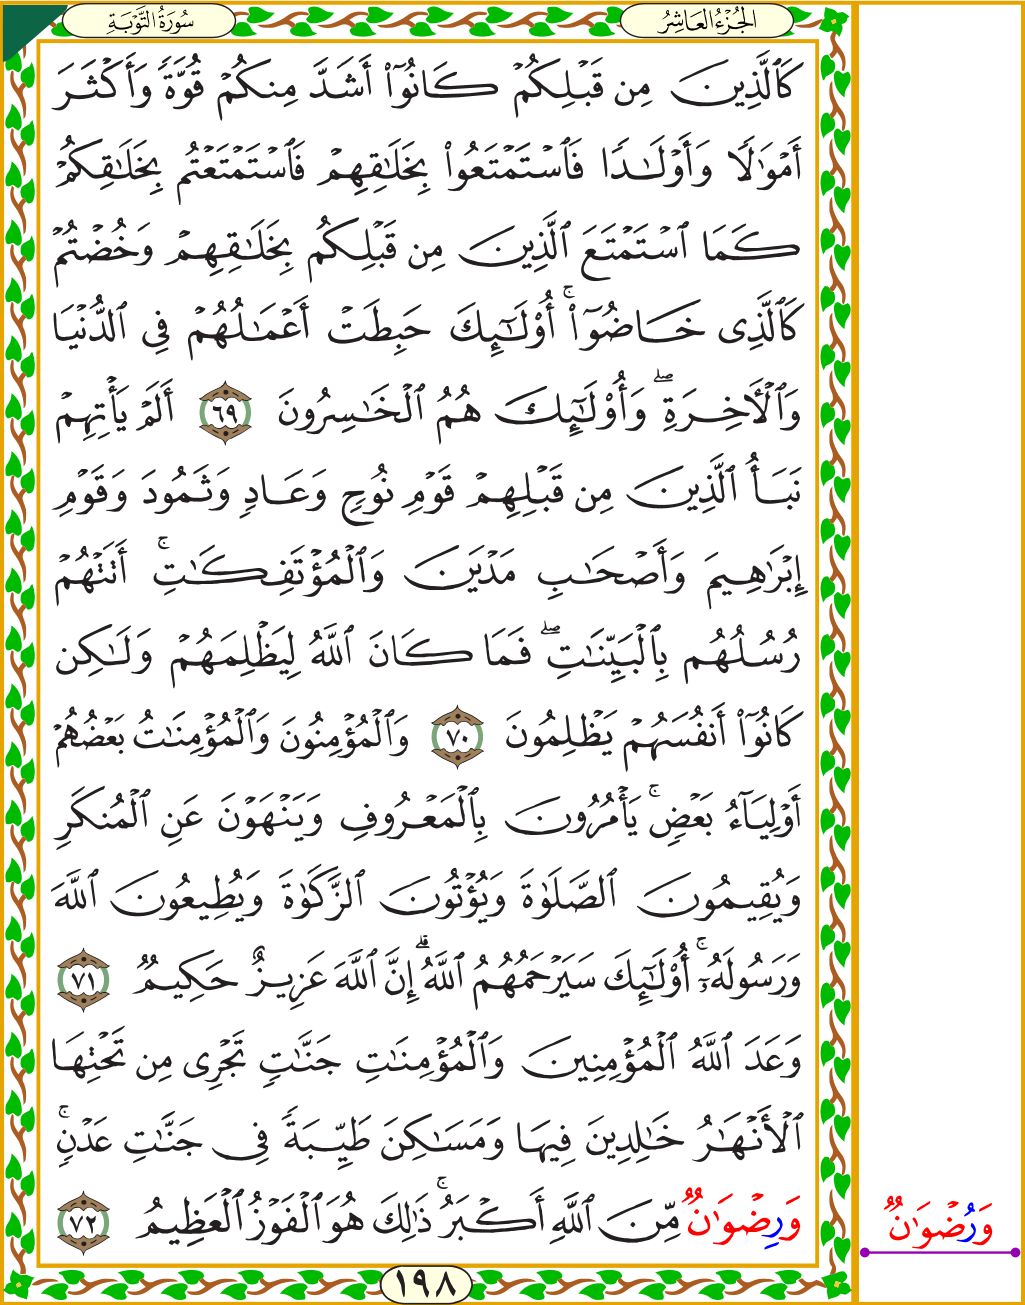 سُورَةُ التَّوْبَةِ
الجُزْءُ العَاشِرُ
كَٱلَّذِينَ مِن قَبْلِكُمْ كَانُوٓا۟ أَشَدَّ مِنكُمْ قُوَّةً وَأَكْثَرَ
أَمْوَٰلًا وَأَوْلَـٰدًا فَٱسْتَمْتَعُوا۟ بِخَلَـٰقِهِمْ فَٱسْتَمْتَعْتُم بِخَلَـٰقِكُمْ
كَمَا ٱسْتَمْتَعَ ٱلَّذِينَ مِن قَبْلِكُم بِخَلَـٰقِهِمْ وَخُضْتُمْ
كَٱلَّذِى خَاضُوٓا۟ ۚ أُو۟لَـٰٓئِكَ حَبِطَتْ أَعْمَـٰلُهُمْ فِى ٱلدُّنْيَا
وَٱلْـَٔاخِرَةِ ۖ وَأُو۟لَـٰٓئِكَ هُمُ ٱلْخَـٰسِرُونَ ٦٩ أَلَمْ يَأْتِهِمْ
نَبَأُ ٱلَّذِينَ مِن قَبْلِهِمْ قَوْمِ نُوحٍ وَعَادٍ وَثَمُودَ وَقَوْمِ
إِبْرَٰهِيمَ وَأَصْحَـٰبِ مَدْيَنَ وَٱلْمُؤْتَفِكَـٰتِ ۚ أَتَتْهُمْ
رُسُلُهُم بِٱلْبَيِّنَـٰتِ ۖ فَمَا كَانَ ٱللَّهُ لِيَظْلِمَهُمْ وَلَـٰكِن
كَانُوٓا۟ أَنفُسَهُمْ يَظْلِمُونَ ٧٠ وَٱلْمُؤْمِنُونَ وَٱلْمُؤْمِنَـٰتُ بَعْضُهُمْ
أَوْلِيَآءُ بَعْضٍ ۚ يَأْمُرُونَ بِٱلْمَعْرُوفِ وَيَنْهَوْنَ عَنِ ٱلْمُنكَرِ
وَيُقِيمُونَ ٱلصَّلَوٰةَ وَيُؤْتُونَ ٱلزَّكَوٰةَ وَيُطِيعُونَ ٱللَّهَ
وَرَسُولَهُۥٓ ۚ أُو۟لَـٰٓئِكَ سَيَرْحَمُهُمُ ٱللَّهُ ۗ إِنَّ ٱللَّهَ عَزِيزٌ حَكِيمٌ ٧١
وَعَدَ ٱللَّهُ ٱلْمُؤْمِنِينَ وَٱلْمُؤْمِنَـٰتِ جَنَّـٰتٍ تَجْرِى مِن تَحْتِهَا
ٱلْأَنْهَـٰرُ خَـٰلِدِينَ فِيهَا وَمَسَـٰكِنَ طَيِّبَةً فِى جَنَّـٰتِ عَدْنٍ ۚ
وَرِضْوَٰنٌ مِّنَ ٱللَّهِ أَكْبَرُ ۚ ذَٰلِكَ هُوَ ٱلْفَوْزُ ٱلْعَظِيمُ ٧٢
وَرُضْوَٰنٌ
١٩٨